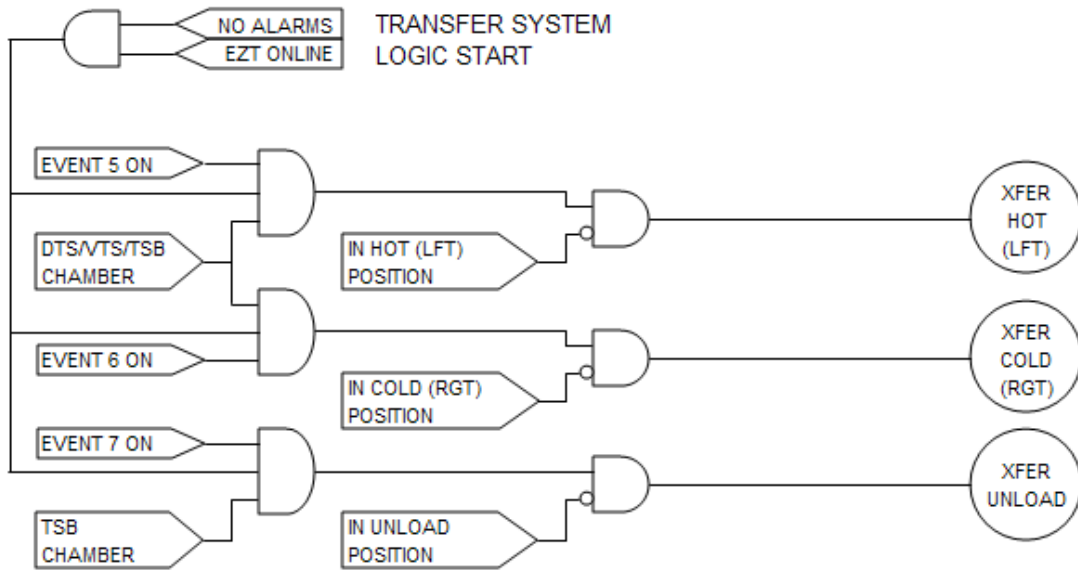 NO ALARMS
EZT ONLINE
TRANSFER SYSTEM
LOGIC START
EVENT 5 ON
DTS/VTS/TSB
CHAMBER
IN HOT (LFT)
POSITION
XFER
HOT
(LFT)
EVENT 6 ON
IN COLD (RGT)
POSITION
XFER
COLD
(RGT)
EVENT 7 ON
TSB
CHAMBER
IN UNLOAD
POSITION
XFER
UNLOAD